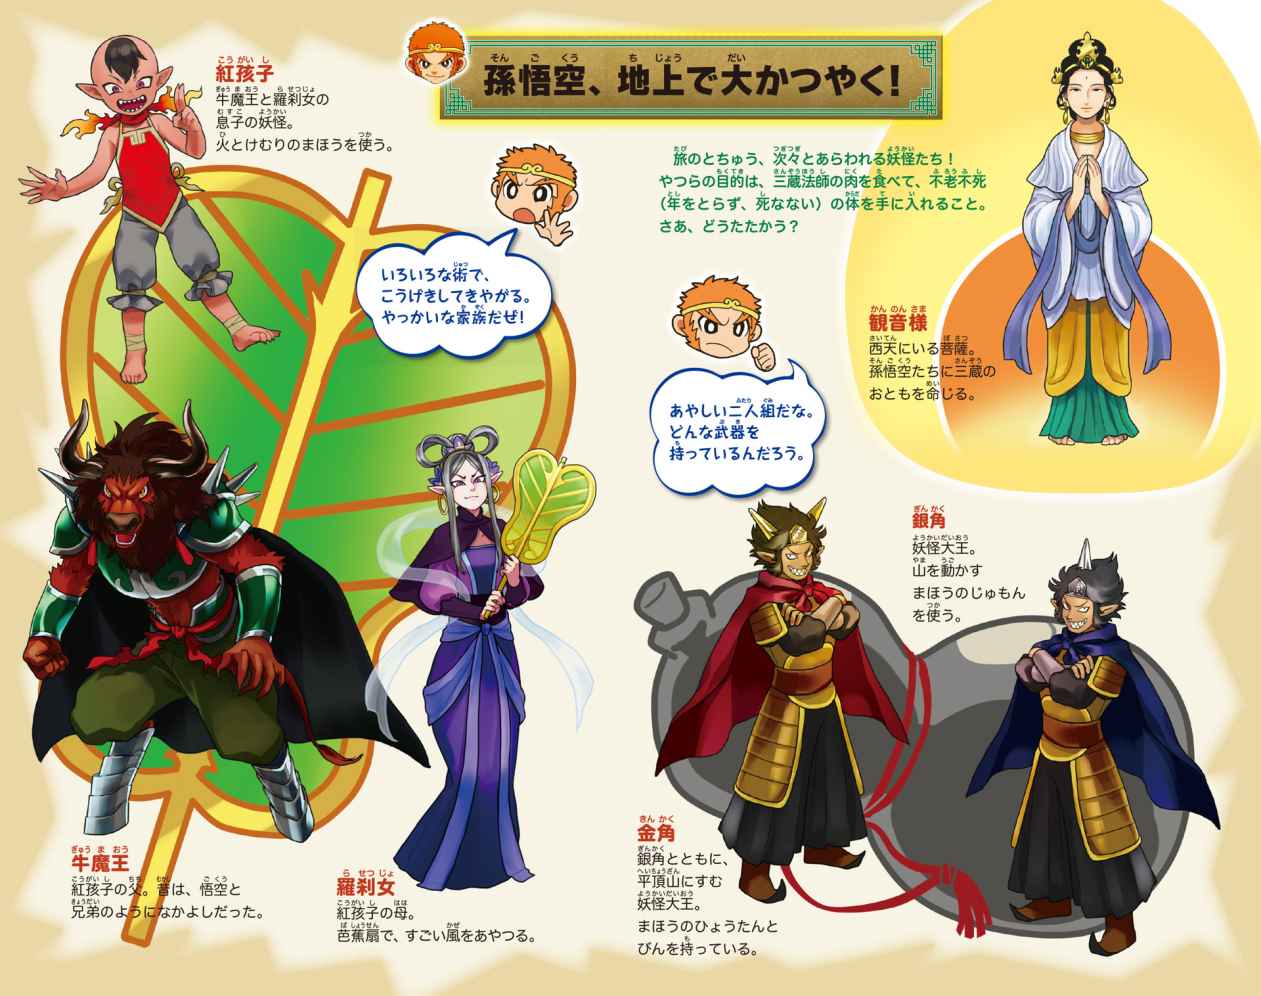 孫悟空、地上で大かつやく!
旅のとちゅう、次々とあらわれる妖怪たち!
やつらの目的は、三蔵法師の肉を食べて、不老不死
(年をとらず、死なない)の体を手に入れること。
さあ、どうたたかう?
紅孩子
牛魔王と羅刹女の
息子の妖怪。
火とけむりのまほうを使う。
いろいろな術で、
こうげきしてきやがる。
やっかいな家族だぜ!
牛魔王
紅孩子の父。昔は、悟空と
兄弟のようになかよしだった。
羅刹女
紅孩子の母。
芭蕉扇で、すごい風をあやつる。
観音様
西天にいる菩薩。
孫悟空たちに三蔵の
おともを命じる。
あやしい二人組だな。
どんな武器を
持っているんだろう。
銀角
妖怪大王。
山を動かす
まほうのじゅもん
を使う。
金角
銀角とともに、
平頂山にすむ
妖怪大王。
まほうのひょうたんと
びんを持っている。